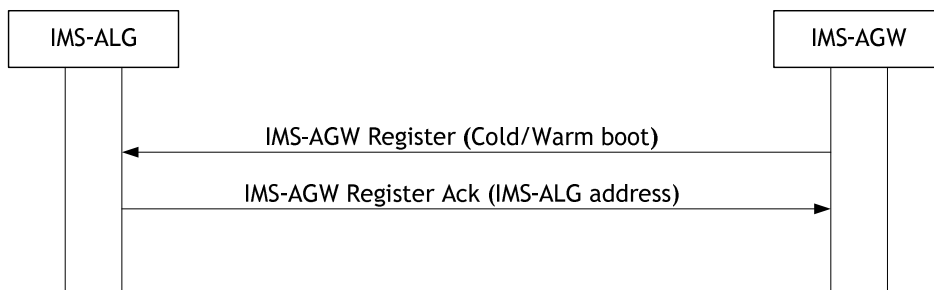 IMS-ALG
IMS-AGW
IMS-AGW Register (Cold/Warm boot)
IMS-AGW Register Ack (IMS-ALG address)